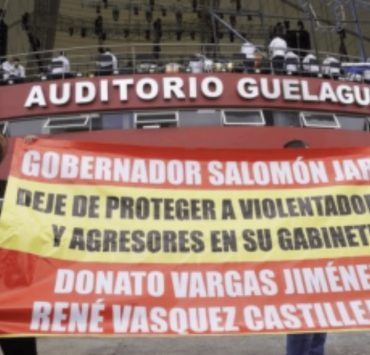 AUDITORIO GUELAGU
GOBERNADOR SALOMÓN JAR
DEJE DE PROTEGER A VIOLENTADO
Y AGRESORES EN SU GABINET
DONATO VARGAS JIMÉNE
RENÉ VASQUEZ CASTILLE